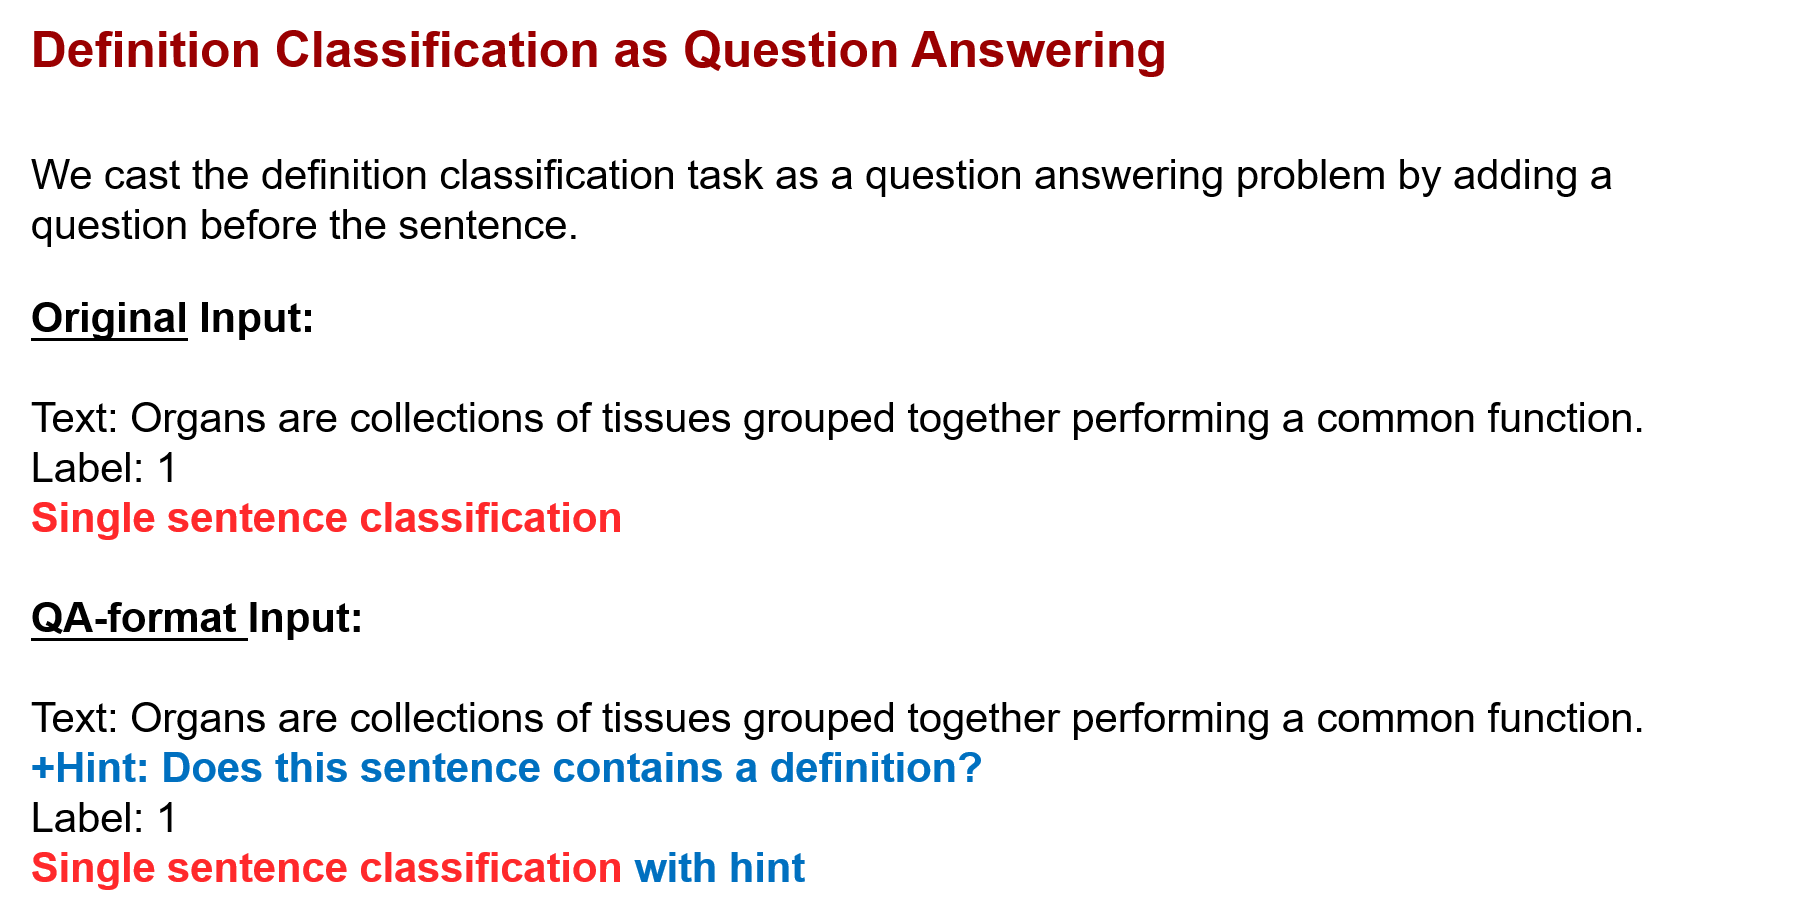 Definition Classification as Question Answering
We cast the definition classification task as a question answering problem by adding a
question before the sentence.
Original Input:
Text: Organs are collections of tissues grouped together performing a common function.
Label: 1
Single sentence classification
QA-format Input:
Text: Organs are collections of tissues grouped together performing a common function.
+Hint: Does this sentence contains a definition?
Label: 1
Single sentence classification with hint